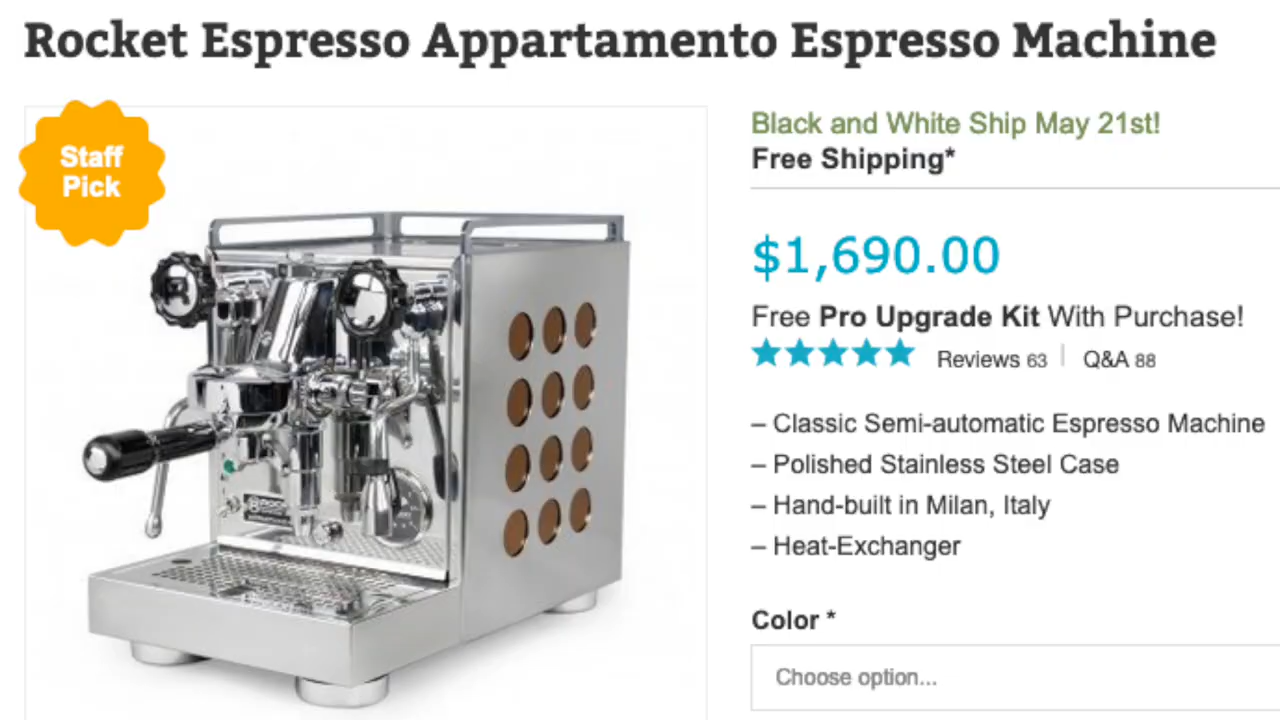 Rocket Espresso Appartamento Espresso Machine
Staff
Pick
Black and White Ship May 21st!
Free Shipping*
$1,690.00
Free Pro Upgrade Kit With Purchase!
Reviews 63
Q&A 88
– Classic Semi-automatic Espresso Machine
– Polished Stainless Steel Case
– Hand-built in Milan, Italy
– Heat-Exchanger
Color *
Choose option...